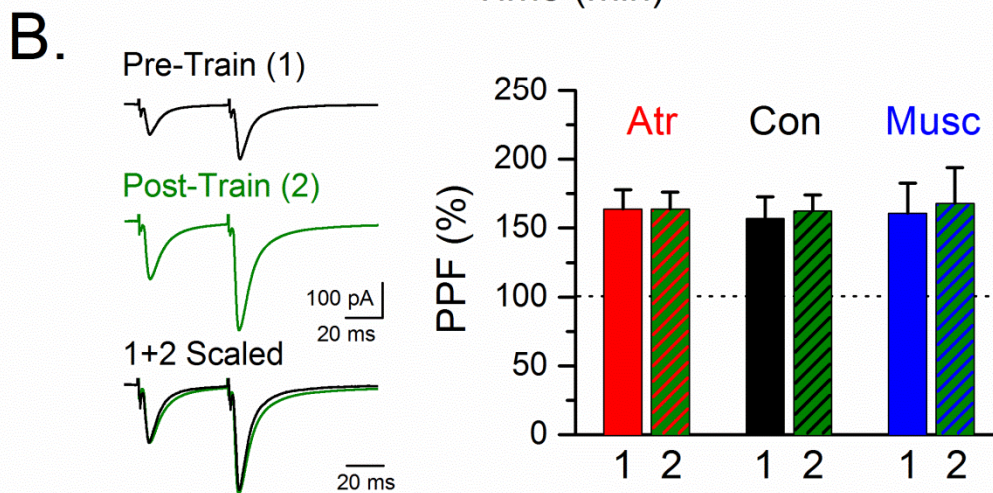 B.
Pre-Train (1)
Post-Train (2)
100 pA
20 ms
1+2 Scaled
20 ms
PPF (%)
250
200
150
100
50
0
Atr Con Musc
1 2 1 2 1 2